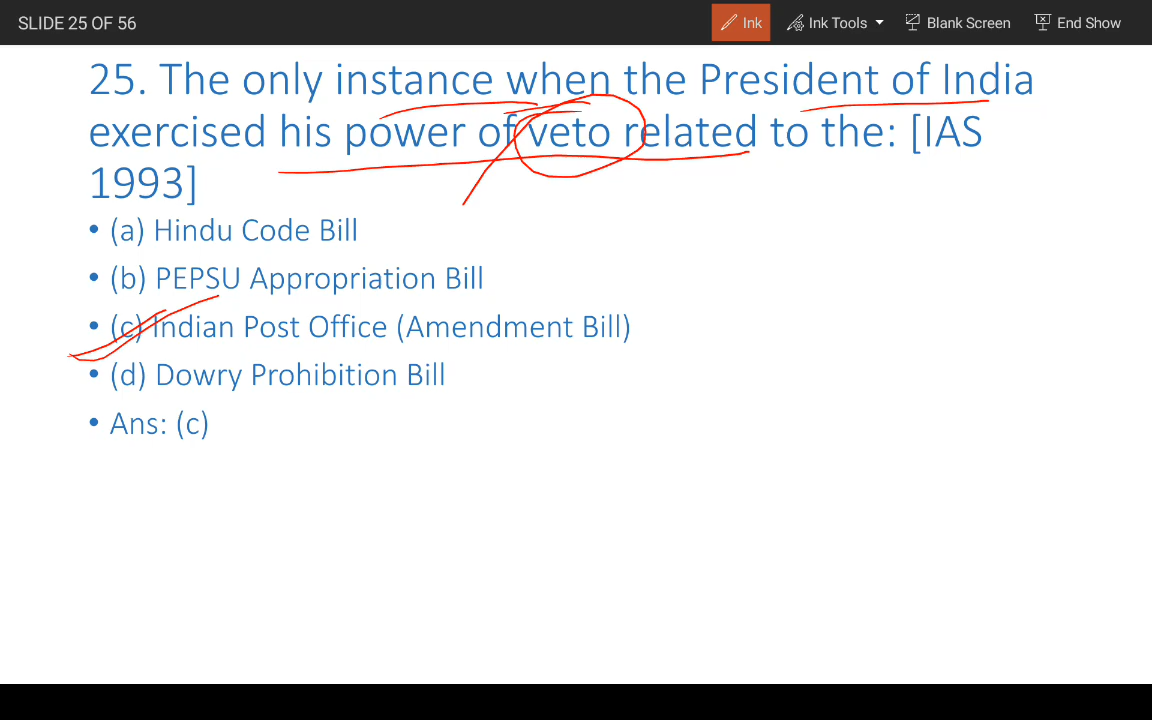 SLIDE 25 OF 56
Ink
Ink Tools
Blank Screen
End Show
25. The only instance when the President of India
exercised his power of veto related to the: [IAS
1993]
• (a) Hindu Code Bill
• (b) PEPSU Appropriation Bill
• (c) Indian Post Office (Amendment Bill)
• (d) Dowry Prohibition Bill
• Ans: (c)